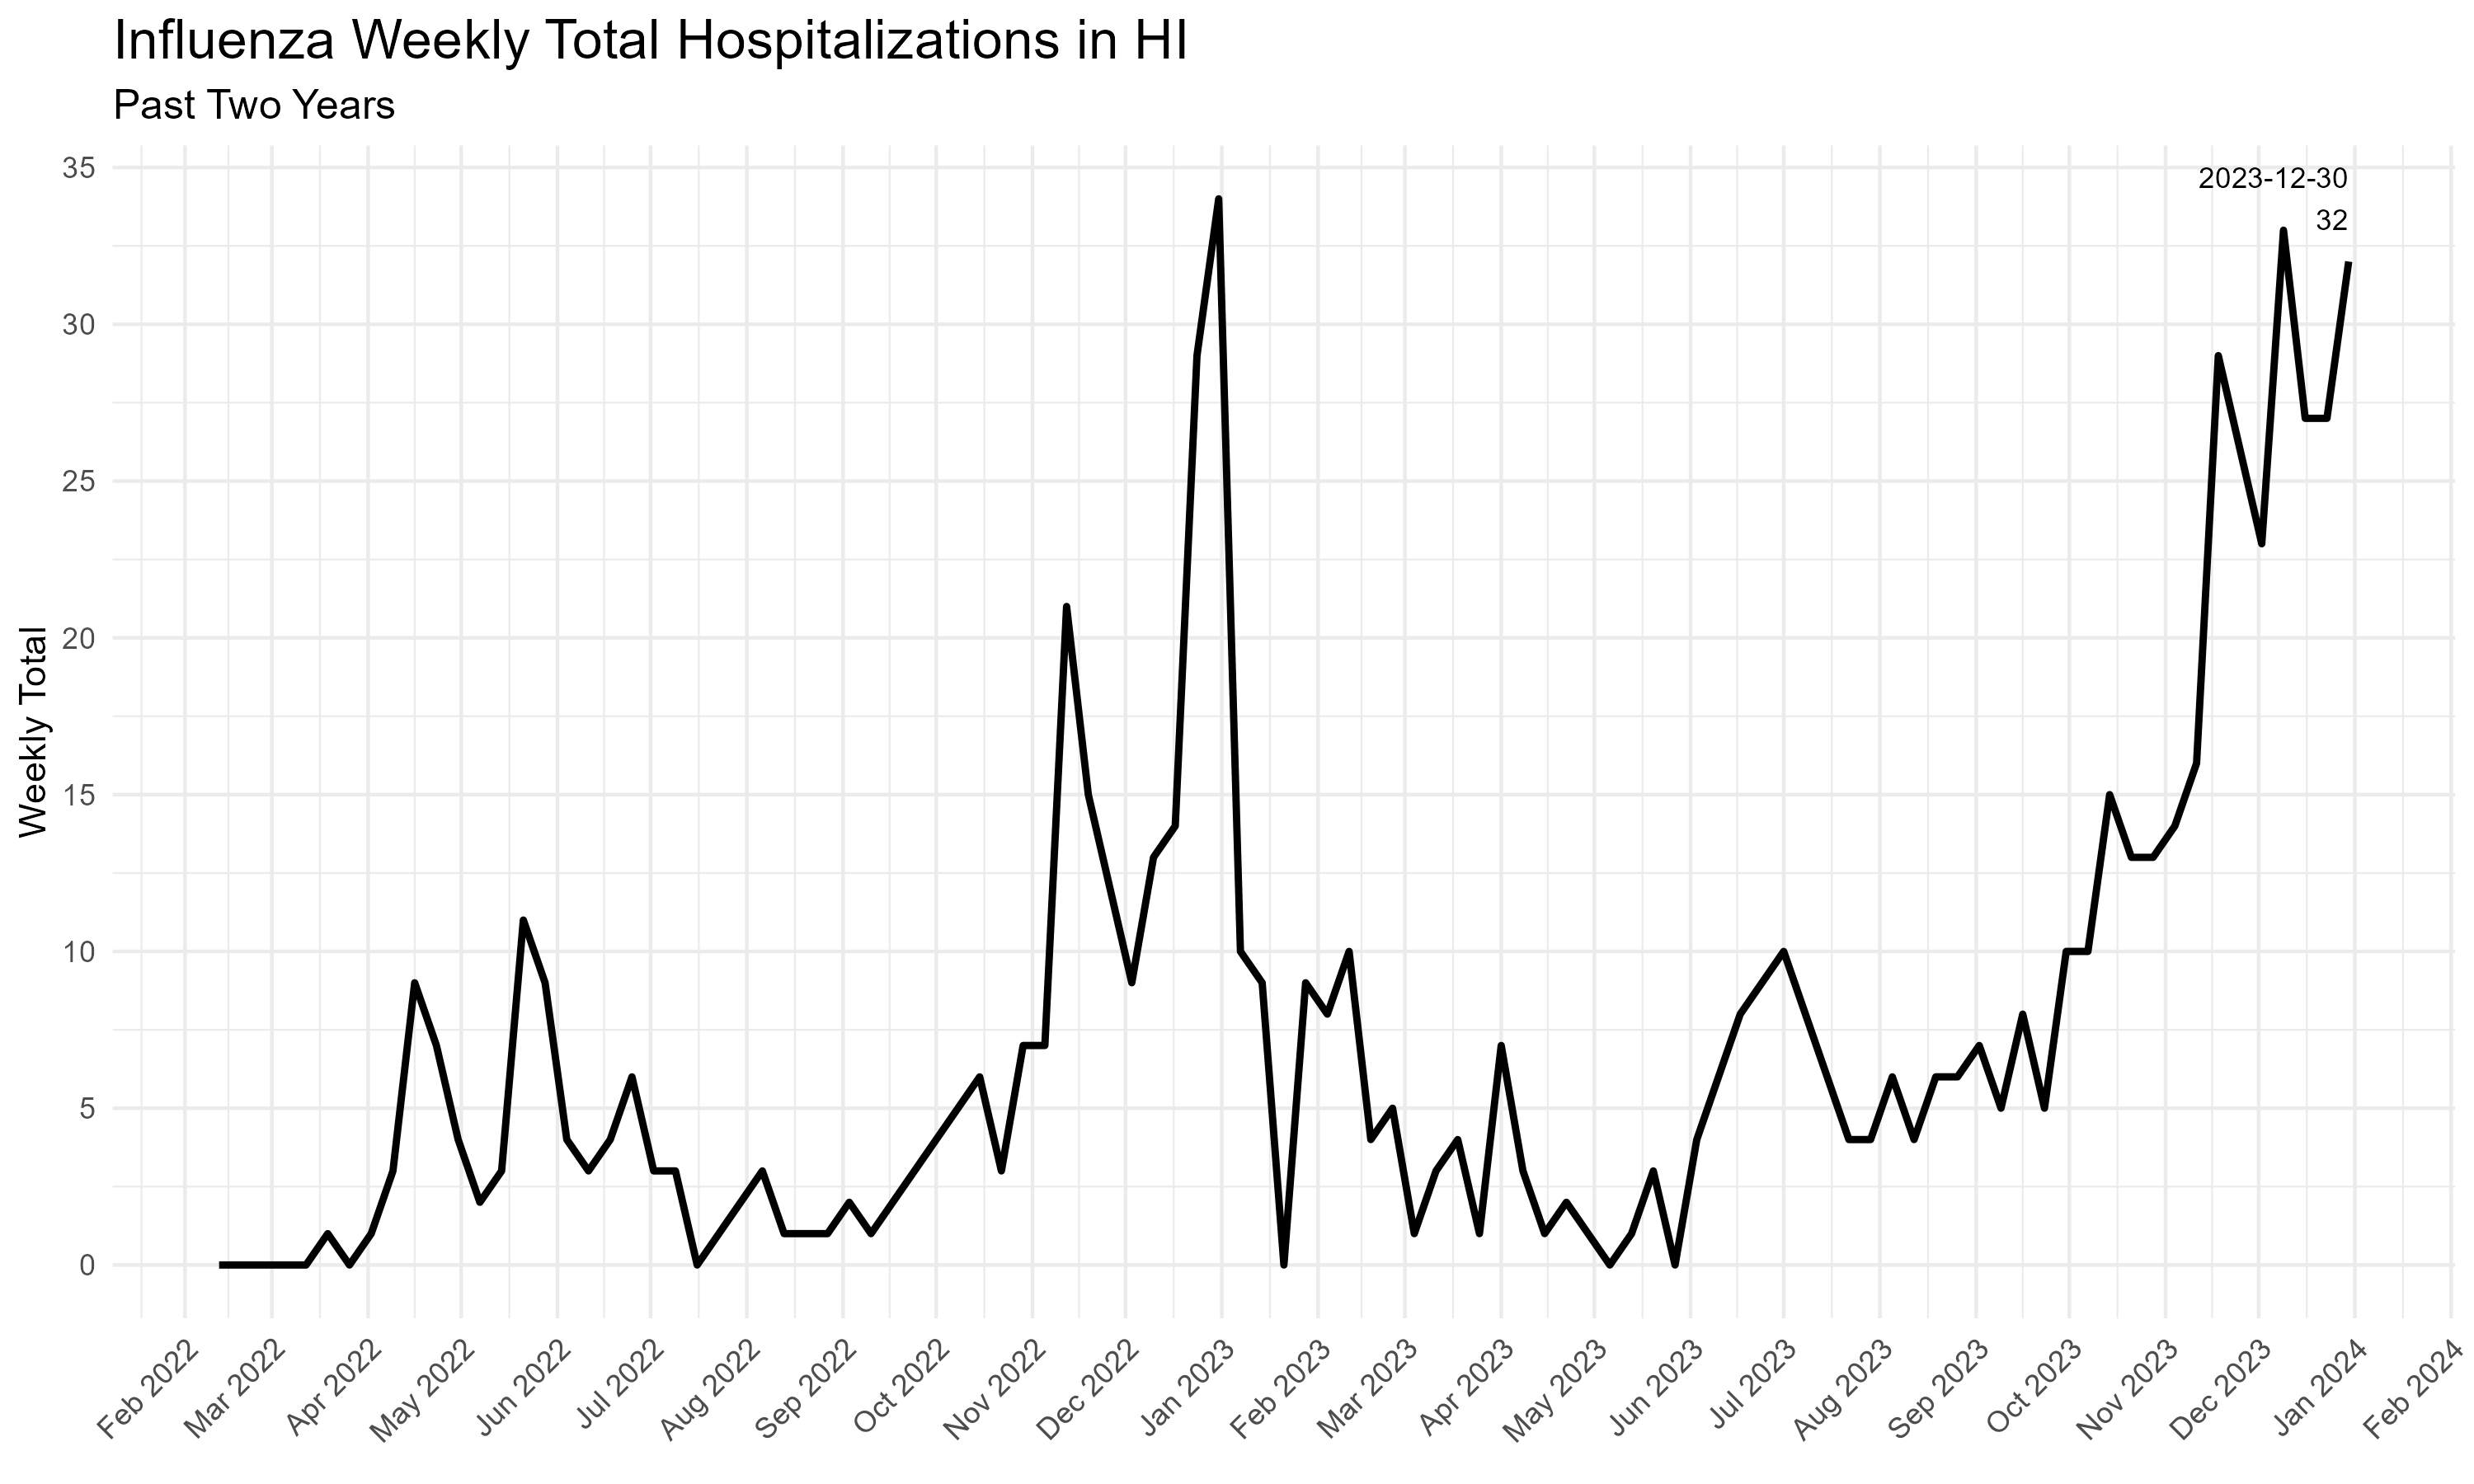 Influenza Weekly Total Hospitalizations in HI
Past Two Years
Weekly Total
35
30
25
20
15
10
5
0
2023-12-30
32
Feb 2022
Mar 2022
Apr 2022
May 2022
Jun 2022
Jul 2022
Aug 2022
Sep 2022
Oct 2022
Nov 2022
Dec 2022
Jan 2023
Feb 2023
Mar 2023
Apr 2023
May 2023
Jun 2023
Jul 2023
Aug 2023
Sep 2023
Oct 2023
Nov 2023
Dec 2023
Jan 2024
Feb 2024